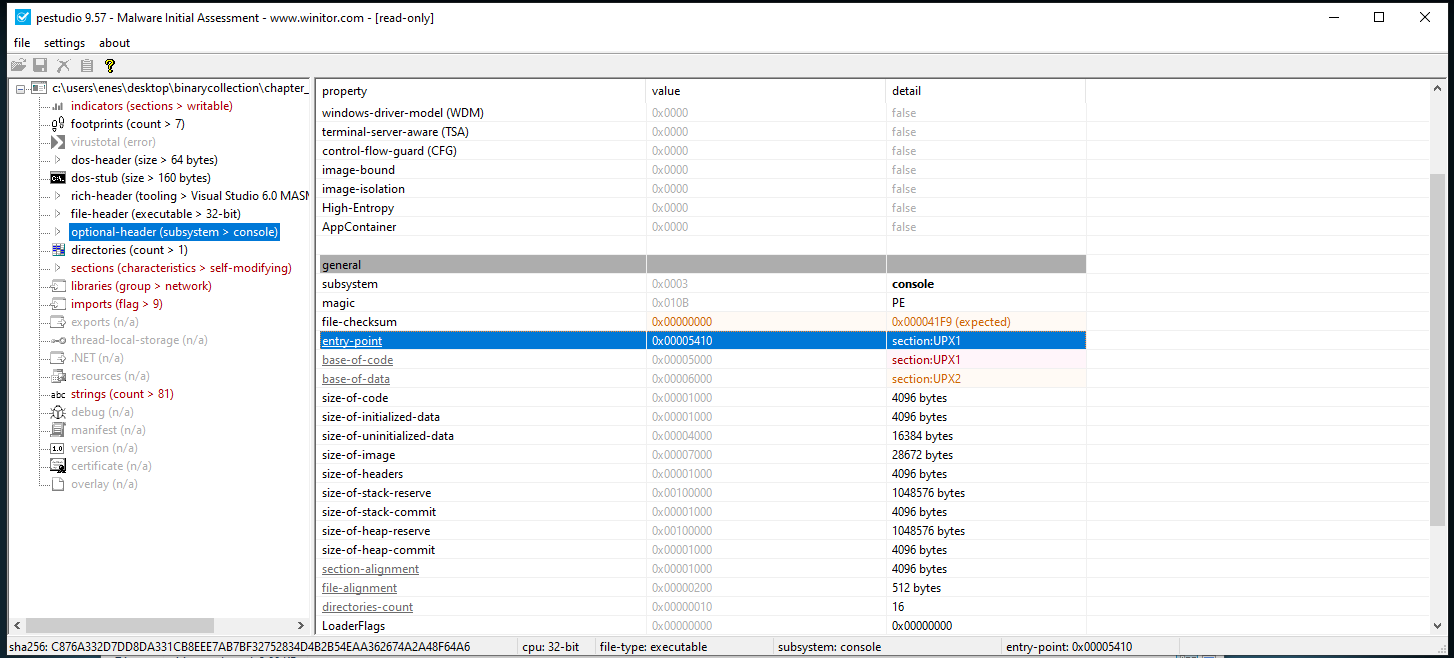 pestudio 9.57 - Malware Initial Assessment - www.winitor.com - [read-only]
file settings about
c:\users\enes\desktop\binarycollection\chapter_
indicators (sections > writable)
footprints (count > 7)
virustotal (error)
dos-header (size > 64 bytes)
dos-stub (size > 160 bytes)
rich-header (tooling > Visual Studio 6.0 MASM
file-header (executable > 32-bit)
optional-header (subsystem > console)
directories (count > 1)
sections (characteristics > self-modifying)
libraries (group > network)
imports (flag > 9)
exports (n/a)
thread-local-storage (n/a)
.NET (n/a)
resources (n/a)
abc strings (count > 81)
debug (n/a)
manifest (n/a)
1.0 version (n/a)
certificate (n/a)
overlay (n/a)
property value detail
windows-driver-model (WDM) 0x0000 false
terminal-server-aware (TSA) 0x0000 false
control-flow-guard (CFG) 0x0000 false
image-bound 0x0000 false
image-isolation 0x0000 false
High-Entropy 0x0000 false
AppContainer 0x0000 false
general
subsystem 0x0003 console
magic 0x010B PE
file-checksum 0x00000000 0x000041F9 (expected)
entry-point 0x00005410 section:UPX1
base-of-code 0x00005000 section:UPX1
base-of-data 0x00006000 section:UPX2
size-of-code 0x00001000 4096 bytes
size-of-initialized-data 0x00001000 4096 bytes
size-of-uninitialized-data 0x00004000 16384 bytes
size-of-image 0x00007000 28672 bytes
size-of-headers 0x00001000 4096 bytes
size-of-stack-reserve 0x00100000 1048576 bytes
size-of-stack-commit 0x00001000 4096 bytes
size-of-heap-reserve 0x00100000 1048576 bytes
size-of-heap-commit 0x00001000 4096 bytes
section-alignment 0x00001000 4096 bytes
file-alignment 0x00000200 512 bytes
directories-count 0x00000010 16
LoaderFlags 0x00000000 0x00000000
sha256: C876A332D7DD8DA331CB8EEE7AB7BF32752834D4B2B54EAA362674A2A48F64A6 cpu: 32-bit file-type: executable subsystem: console entry-point: 0x00005410